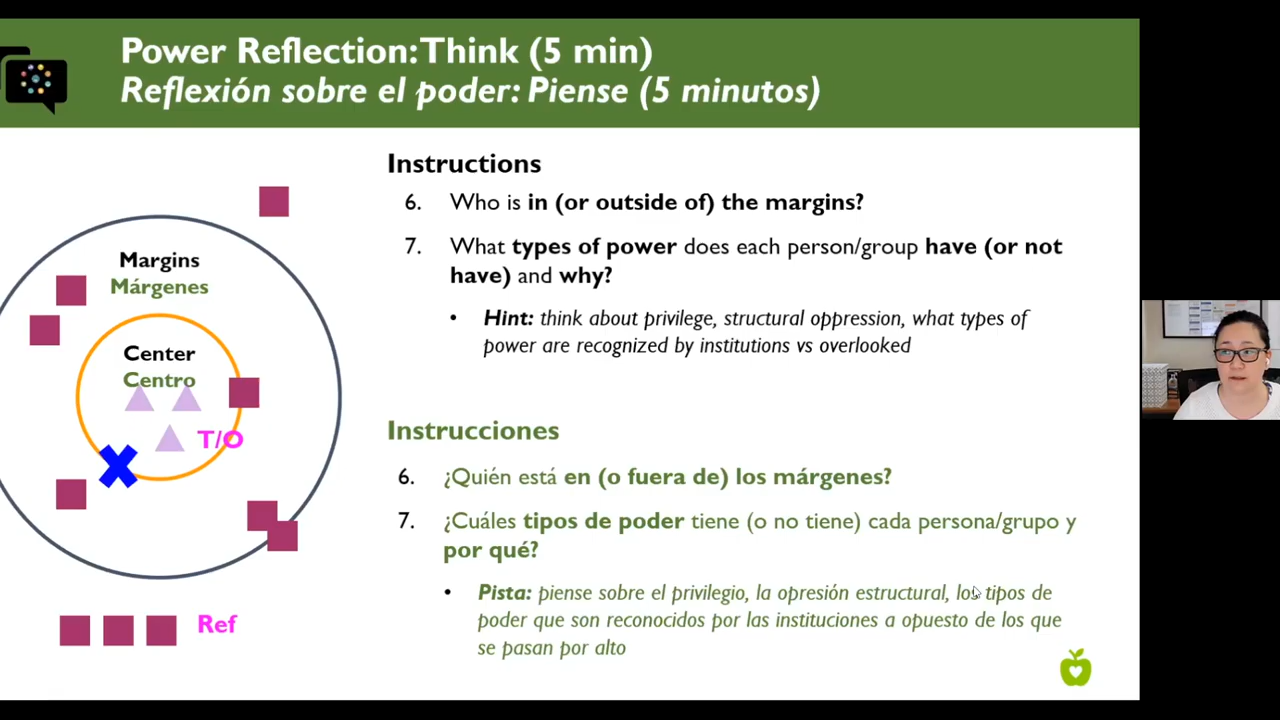 Power Reflection: Think (5 min)
Reflexión sobre el poder: Piense (5 minutos)
Margins
Márgenes
Center
Centro
T/O
Ref
Instructions
6. Who is in (or outside of) the margins?
7. What types of power does each person/group have (or not
have) and why?
• Hint: think about privilege, structural oppression, what types of
power are recognized by institutions vs overlooked
Instrucciones
6. ¿Quién está en (o fuera de) los márgenes?
7. ¿Cuáles tipos de poder tiene (o no tiene) cada persona/grupo y
por qué?
• Pista: piense sobre el privilegio, la opresión estructural, los tipos de
poder que son reconocidos por las instituciones a opuesto de los que
se pasan por alto